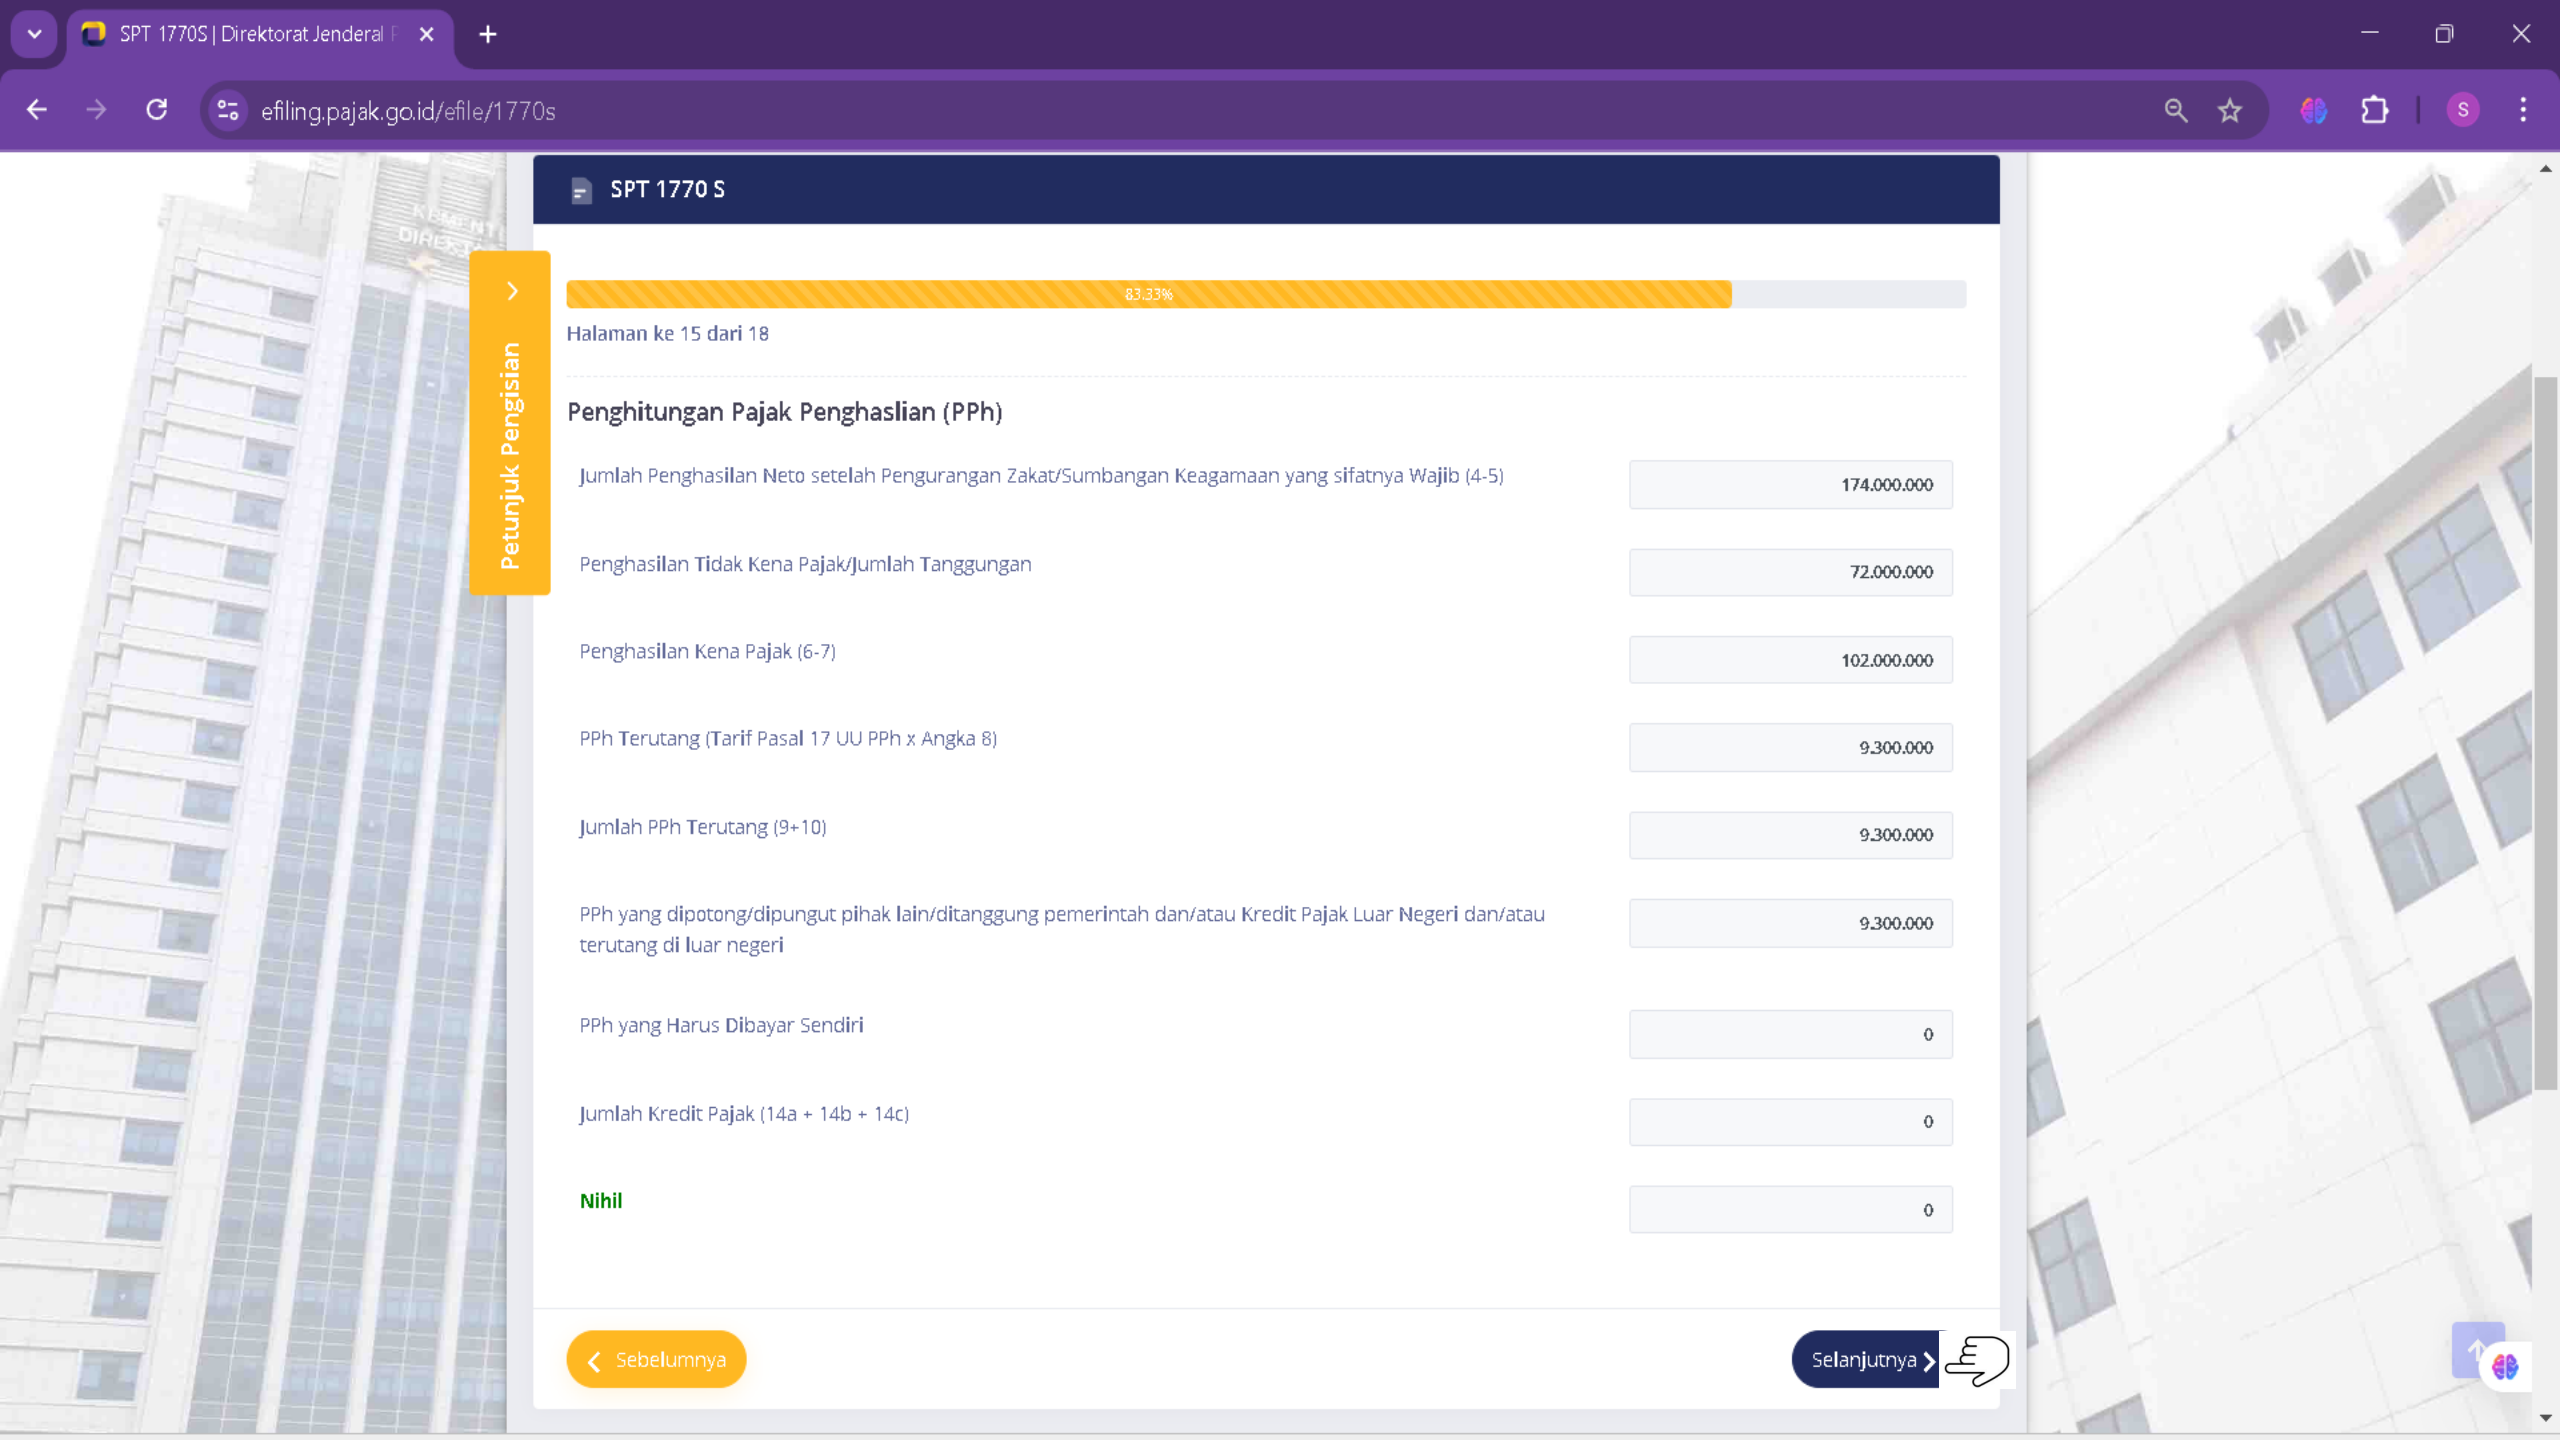 SPT 1770S | Direktorat Jenderal
efiling.pajak.go.id/efile/1770s
S
KEMENT
SPT 1770 S
83.33%
Halaman ke 15 dari 18
Petunjuk Pengisian
Penghitungan Pajak Penghaslian (PPh)
Jumlah Penghasilan Neto setelah Pengurangan Zakat/Sumbangan Keagamaan yang sifatnya Wajib (4-5)
174.000.000
Penghasilan Tidak Kena Pajak/Jumlah Tanggungan
72.000.000
Penghasilan Kena Pajak (6-7)
102.000.000
PPh Terutang (Tarif Pasal 17 UU PPh x Angka 8)
9.300.000
Jumlah PPh Terutang (9+10)
9.300.000
PPh yang dipotong/dipungut pihak lain/ditanggung pemerintah dan/atau Kredit Pajak Luar Negeri dan/atau
terutang di luar negeri
9.300.000
PPh yang Harus Dibayar Sendiri
0
Jumlah Kredit Pajak (14a + 14b + 14c)
0
Nihil
0
Sebelumnya
Selanjutnya